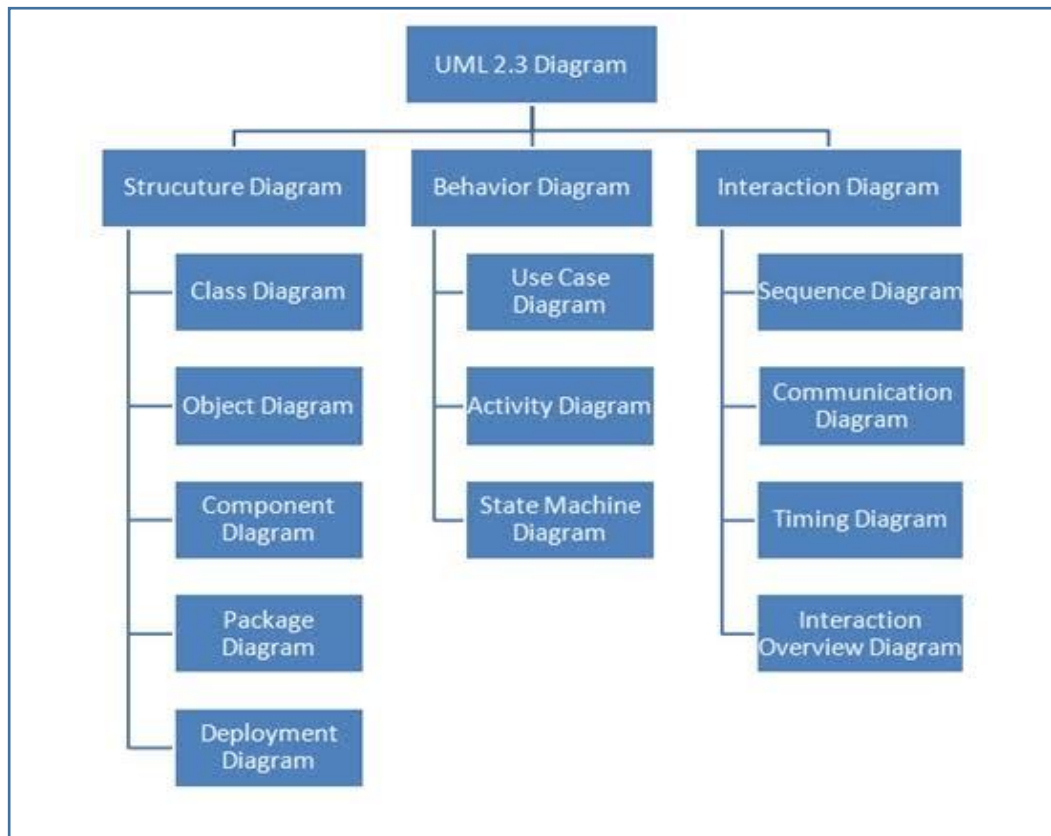 UML 2.3 Diagram
Strucuture Diagram
Class Diagram
Object Diagram
Component
Diagram
Package
Diagram
Deployment
Diagram
Behavior Diagram
Use Case
Diagram
Activity Diagram
State Machine
Diagram
Interaction Diagram
Sequence Diagram
Communication
Diagram
Timing Diagram
Interaction
Overview Diagram